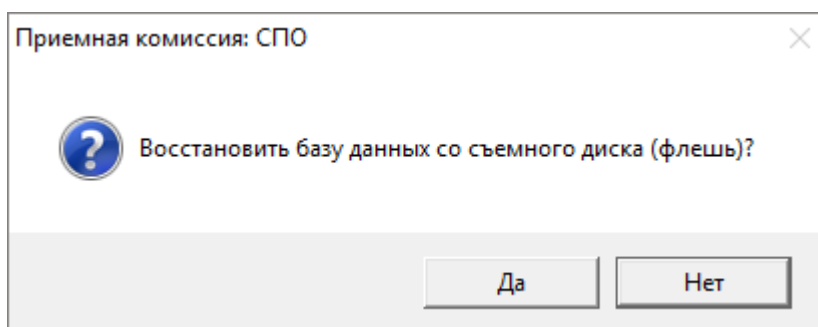 Приемная комиссия: СПО
Восстановить базу данных со съемного диска (флешь)?
Да
Нет